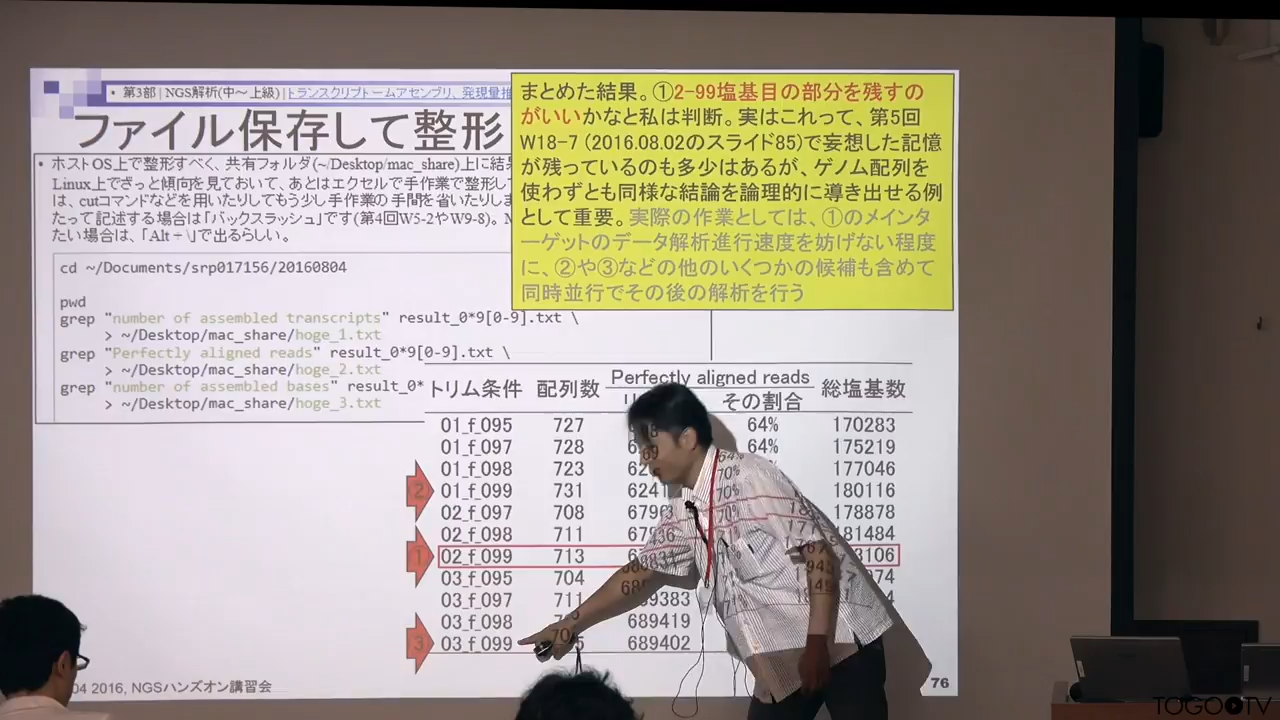 • 第3部 | NGS解析(中～上級) | トランスクリプトームアセンブリ、発現量推
ファイル保存して整形
• ホストOS上で整形すべく、共有フォルダ(~/Desktop/mac_share)上に結果
Linux上でざっと傾向を見ておいて、あとはエクセルで手作業で整形し
は、cutコマンドなどを用いたりしてもう少し手作業の手間を省いたりしま
たって記述する場合は「バックスラッシュ」です(第4回W5-2やW9-8)。
たい場合は、「Alt + \」で出るらしい。
cd ~/Documents/srp017156/20160804
pwd
grep "number of assembled transcripts" result_0*9[0-9].txt \
> ~/Desktop/mac_share/hoge_1.txt
grep "Perfectly aligned reads" result_0*9[0-9].txt \
> ~/Desktop/mac_share/hoge_2.txt
grep "number of assembled bases" result_0*
> ~/Desktop/mac_share/hoge_3.txt
まとめた結果。①2-99塩基目の部分を残すの
がいいかなと私は判断。実はこれって、第5回
W18-7 (2016.08.02のスライド85)で妄想した記憶
が残っているのも多少はあるが、ゲノム配列を
使わずとも同様な結論を論理的に導き出せる例
として重要。実際の作業としては、①のメインタ
ーゲットのデータ解析進行速度を妨げない程度
に、②や③などの他のいくつかの候補も含めて
同時並行でその後の解析を行う
トリム条件 配列数 Perfectly aligned reads 総塩基数
その割合
01_f_095 727 64% 170283
01_f_097 728 64% 175219
01_f_098 723 177046
② 01_f_099 731 6241 70% 180116
02_f_097 708 6796 70% 178878
02_f_098 711 181484
① 02_f_099 713 3106
03_f_095 704
03_f_097 711 689383
03_f_098 689419
③ 03_f_099 689402
04 2016, NGSハンズオン講習会
76
TOGOTV